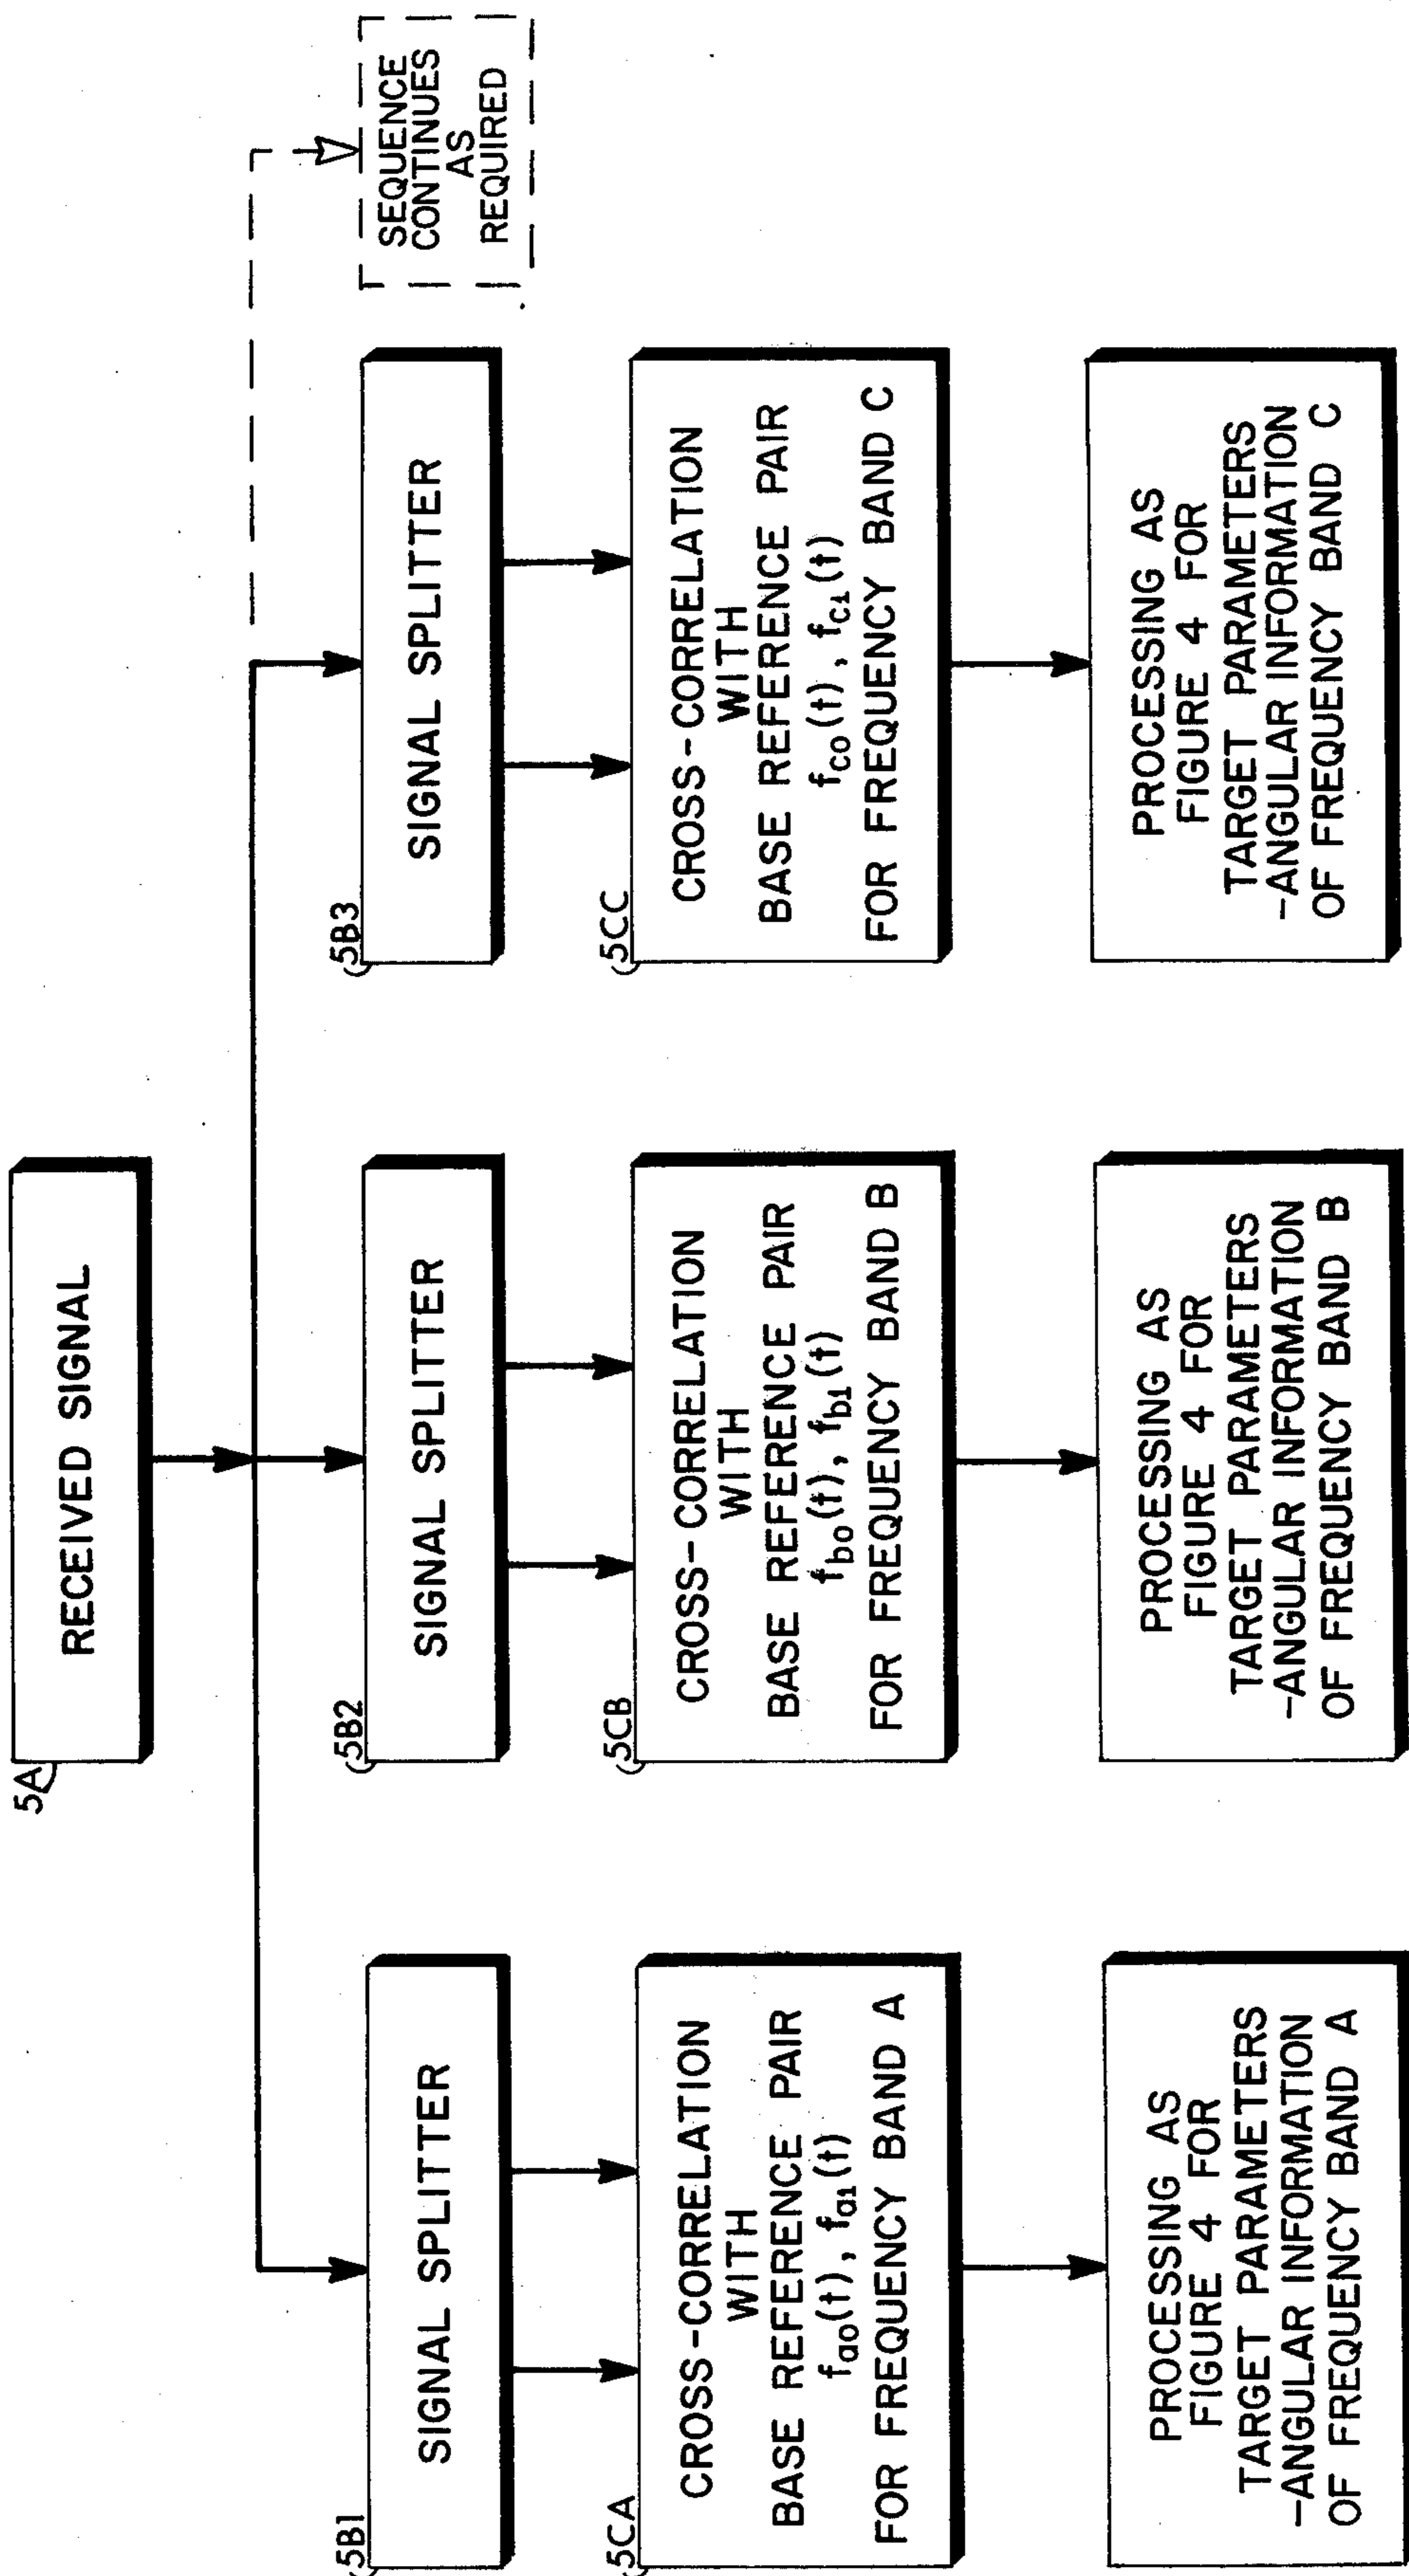 5A
RECEIVED SIGNAL
5B1
SIGNAL SPLITTER
5B2
SIGNAL SPLITTER
5B3
SIGNAL SPLITTER
SEQUENCE
CONTINUES
AS
REQUIRED
5CA
CROSS-CORRELATION
WITH
BASE REFERENCE PAIR
fao(t), fa1(t)
FOR FREQUENCY BAND A
5CB
CROSS-CORRELATION
WITH
BASE REFERENCE PAIR
fbo(t), fb1(t)
FOR FREQUENCY BAND B
5CC
CROSS-CORRELATION
WITH
BASE REFERENCE PAIR
fco(t), fc1(t)
FOR FREQUENCY BAND C
PROCESSING AS
FIGURE 4 FOR
TARGET PARAMETERS
-ANGULAR INFORMATION
OF FREQUENCY BAND A
PROCESSING AS
FIGURE 4 FOR
TARGET PARAMETERS
-ANGULAR INFORMATION
OF FREQUENCY BAND B
PROCESSING AS
FIGURE 4 FOR
TARGET PARAMETERS
-ANGULAR INFORMATION
OF FREQUENCY BAND C